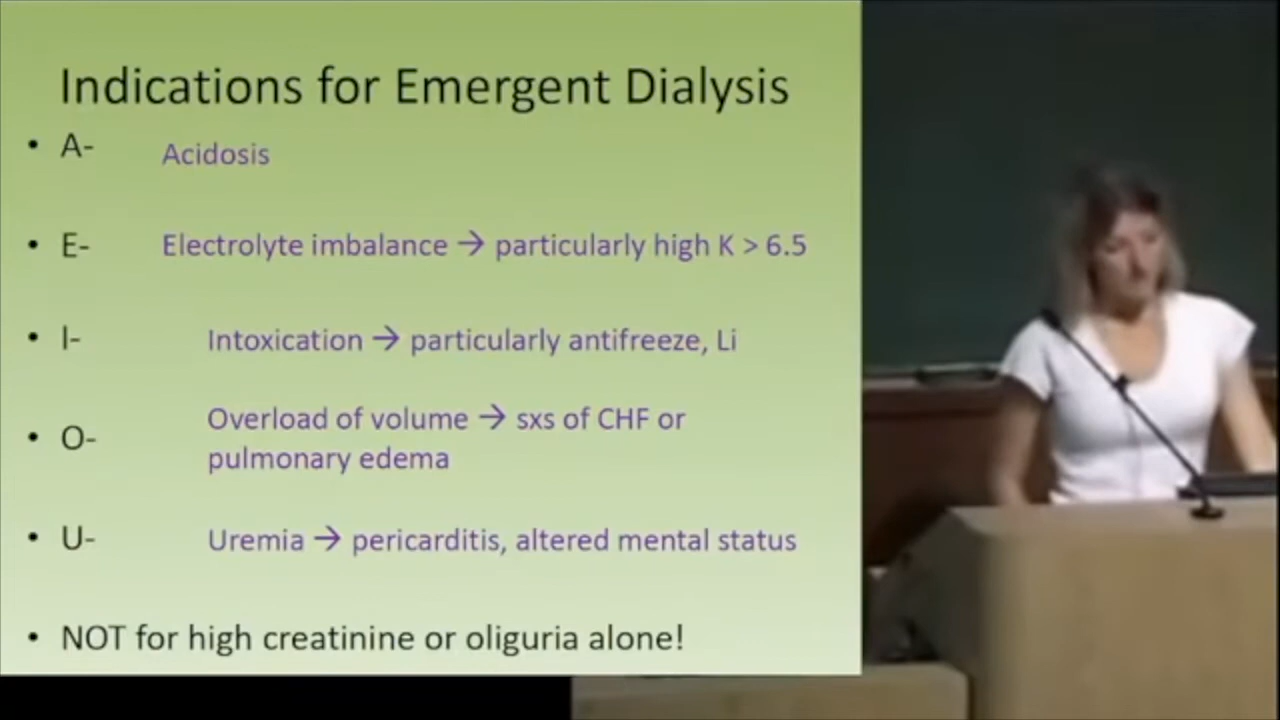 Indications for Emergent Dialysis
• A- Acidosis
• E- Electrolyte imbalance → particularly high K > 6.5
• I- Intoxication → particularly antifreeze, Li
• O- Overload of volume → sxs of CHF or
pulmonary edema
• U- Uremia → pericarditis, altered mental status
• NOT for high creatinine or oliguria alone!